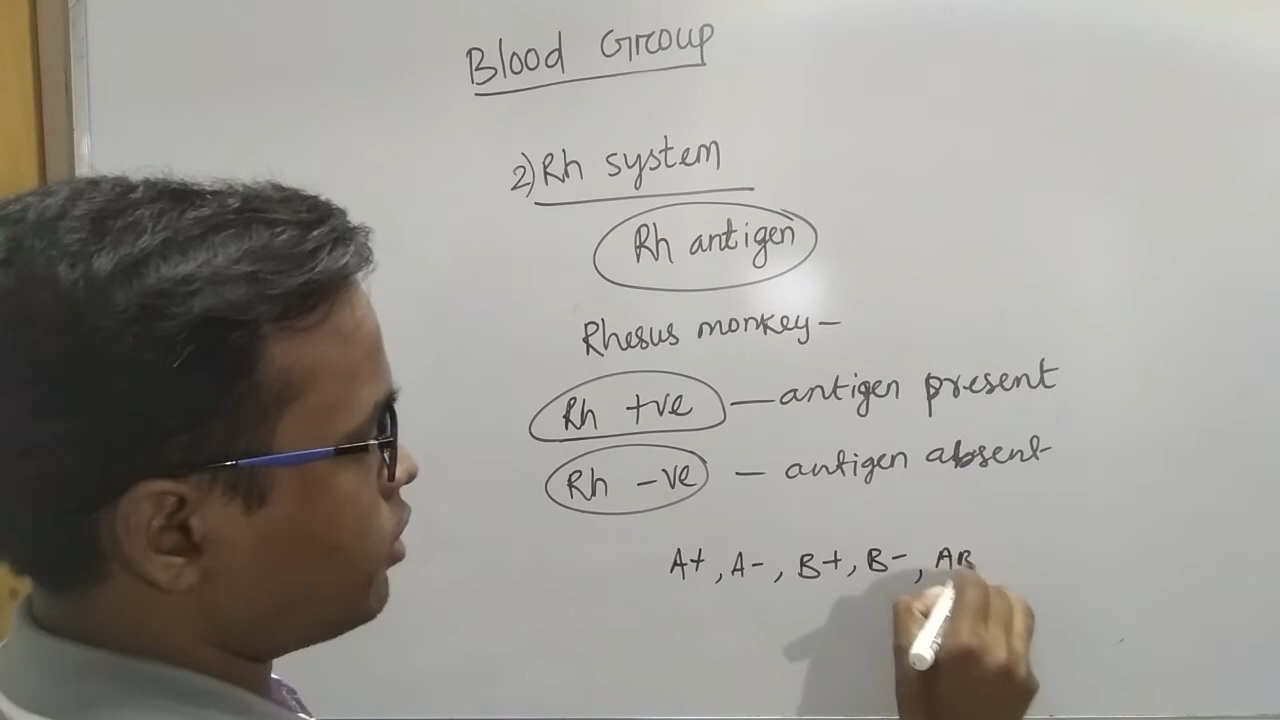 Blood Group
2) Rh system
Rh antigen
Rhesus monkey –
Rh +ve — antigen present
Rh -ve — antigen absent
A+, A-, B+, B-, AB